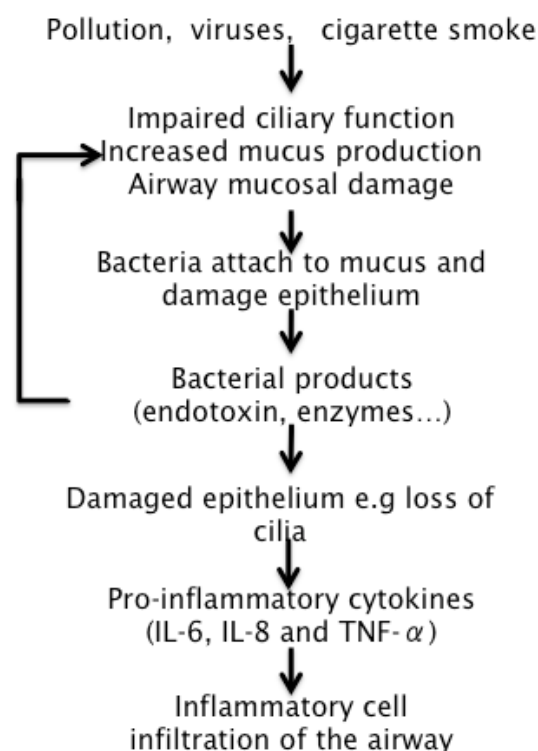 Pollution, viruses, cigarette smoke
Impaired ciliary function
Increased mucus production
Airway mucosal damage
Bacteria attach to mucus and
damage epithelium
Bacterial products
(endotoxin, enzymes...)
Damaged epithelium e.g loss of
cilia
Pro-inflammatory cytokines
(IL-6, IL-8 and TNF-α)
Inflammatory cell
infiltration of the airway